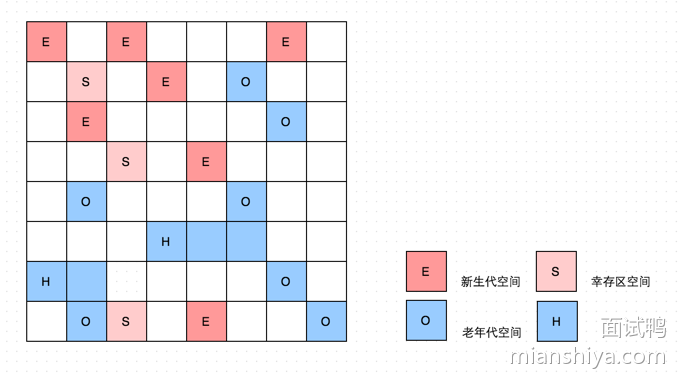 E E E
S E O
E O
S E
O O
H
H O
O S E O
E 新生代空间 S 幸存区空间
O 老年代空间 H
面试鸭
mianshiya.com